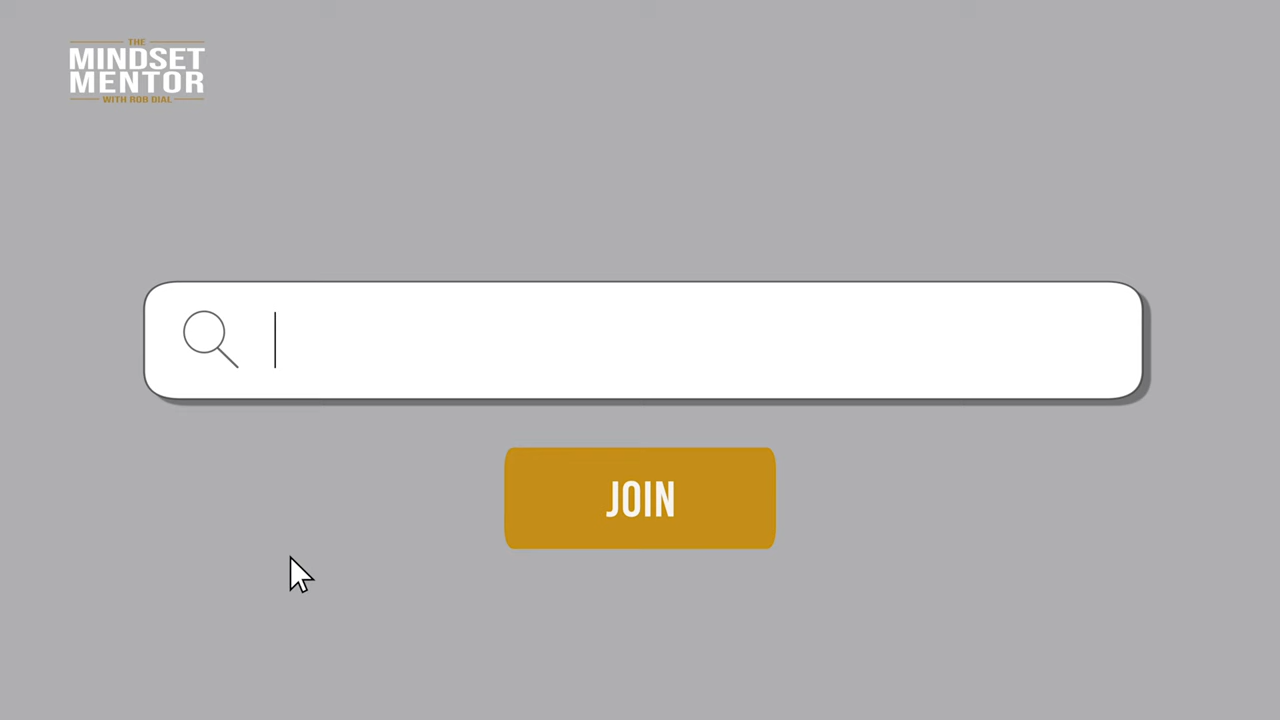 THE
MINDSET
MENTOR
WITH ROB DIAL
JOIN